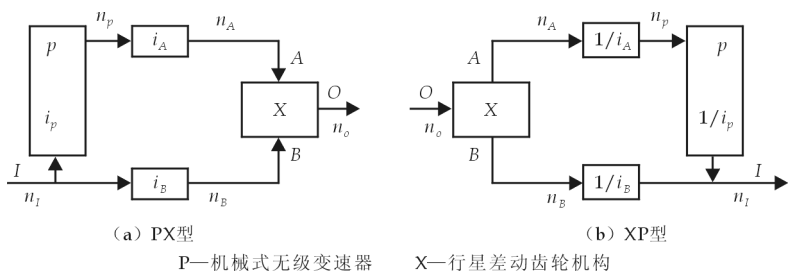 n_p n_A
p i_A A
i_p X O
n_o
B
I i_B
n_I n_B
(a) PX型
n_A n_p
A 1/i_A p
O X 1/i_p
n_o
B I
1/i_B
n_B n_I
(b) XP型
P—机械式无级变速器 X—行星差动齿轮机构